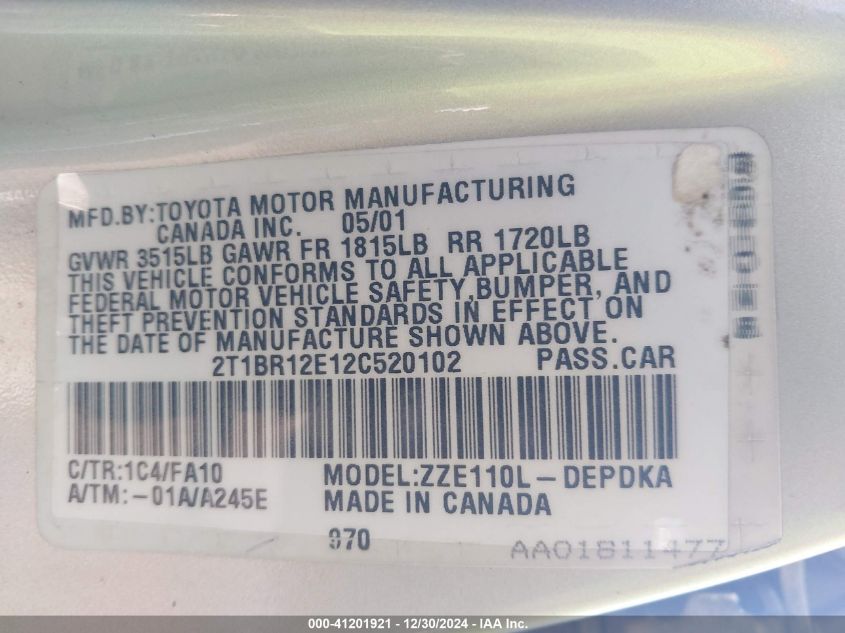 MFD.BY:TOYOTA MOTOR MANUFACTURING
CANADA INC. 05/01
GVWR 3515LB GAWR FR 1815LB RR 1720LB
THIS VEHICLE CONFORMS TO ALL APPLICABLE
FEDERAL MOTOR VEHICLE SAFETY,BUMPER, AND
THEFT PREVENTION STANDARDS IN EFFECT ON
THE DATE OF MANUFACTURE SHOWN ABOVE.
2T1BR12E12C520102 PASS.CAR
C/TR:1C4/FA10 MODEL:ZZE110L-DEPDKA
A/TM:-01A/A245E MADE IN CANADA
970
AA01811477
000-41201921 - 12/30/2024 - IAA Inc.